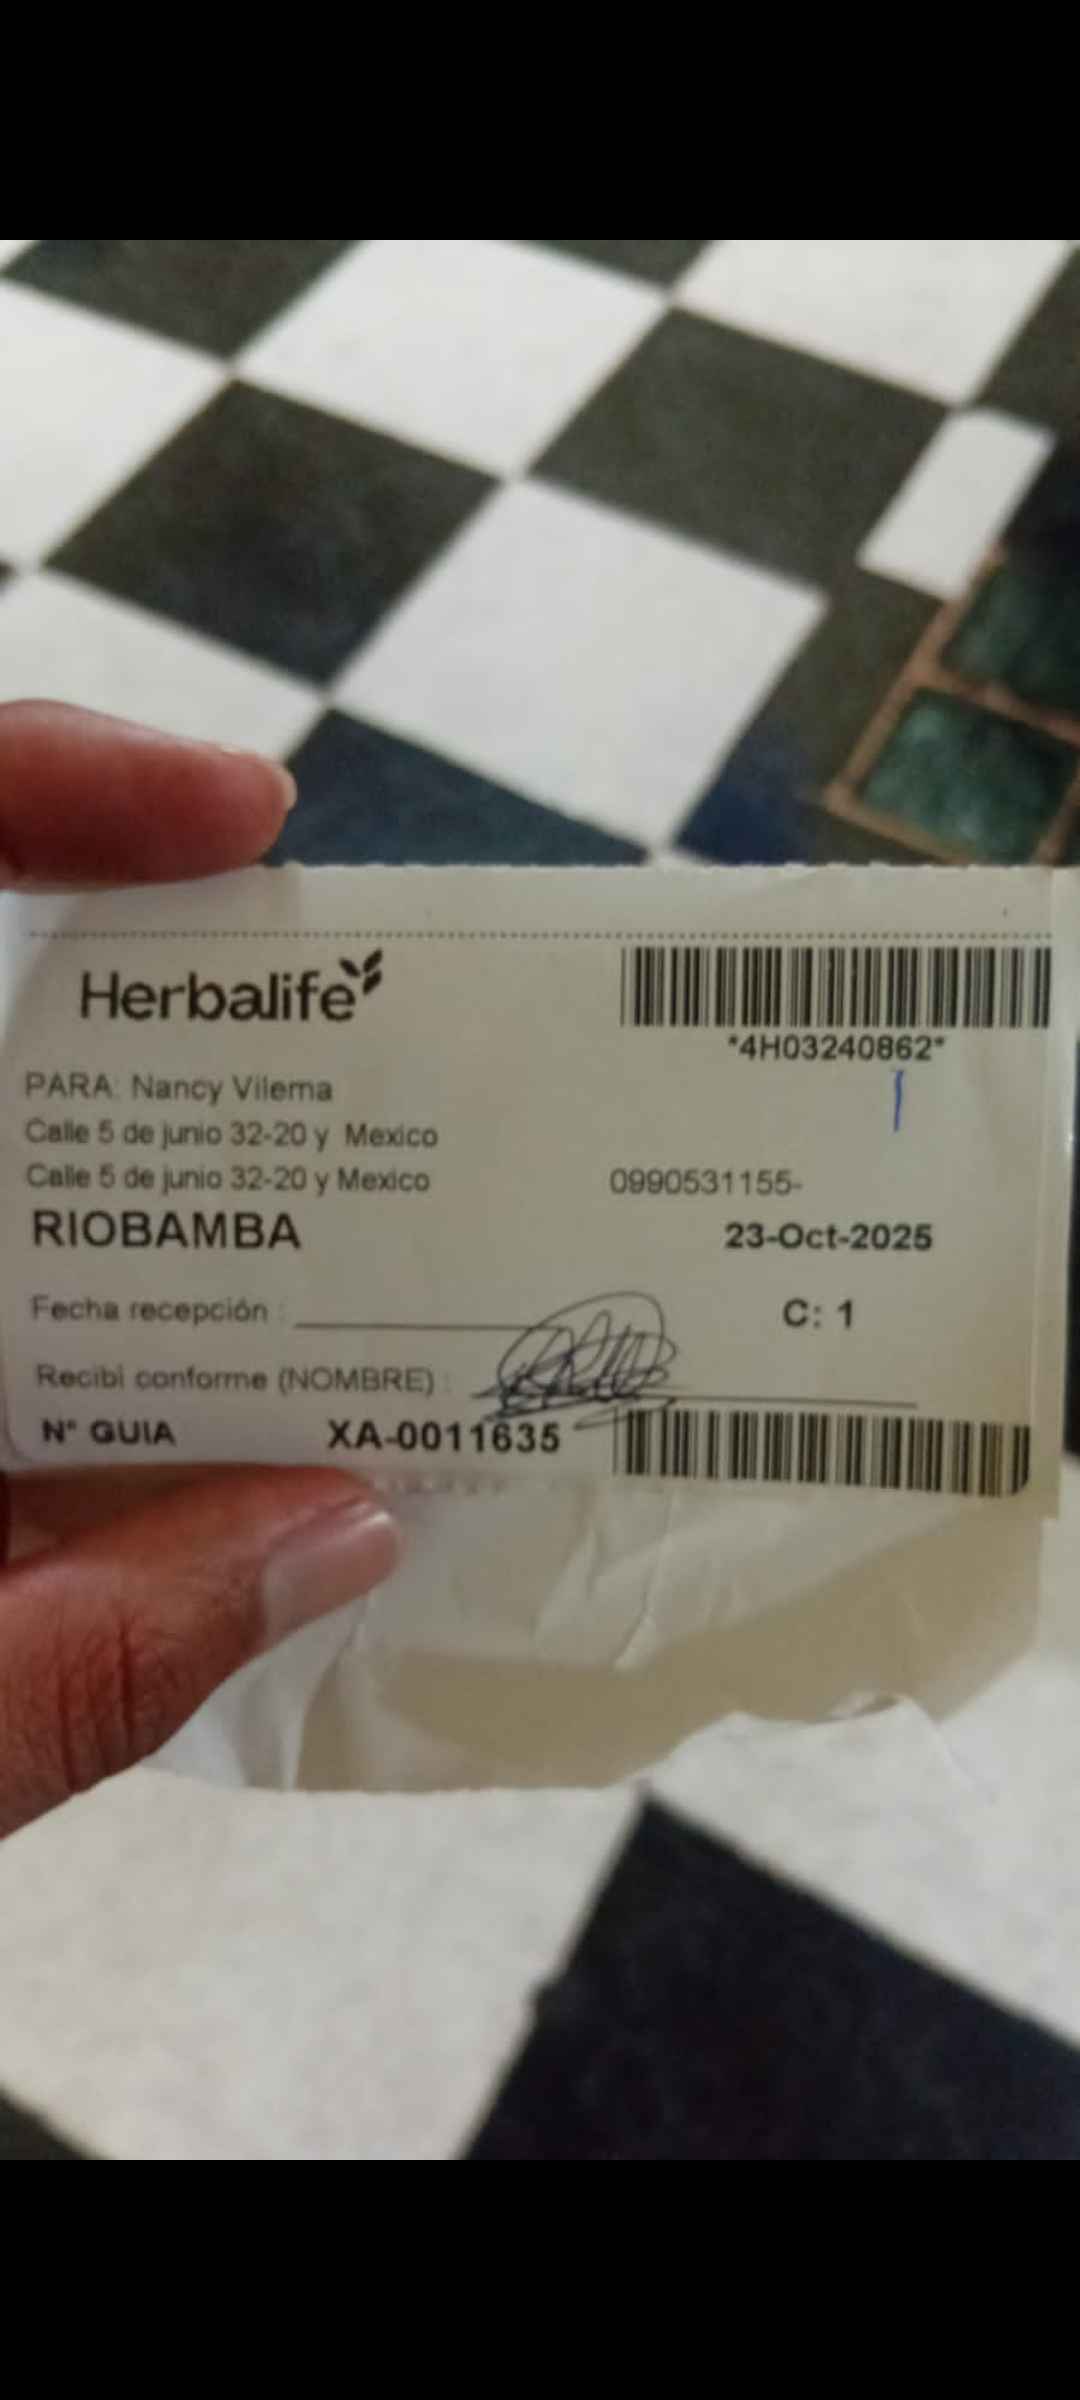 Herbalife
*4H03240862*
PARA: Nancy Vilema
Calle 5 de junio 32-20 y Mexico
Calle 5 de junio 32-20 y Mexico 0990531155-
RIOBAMBA 23-Oct-2025
Fecha recepción : C: 1
Recibi conforme (NOMBRE) :
N° GUIA XA-0011635